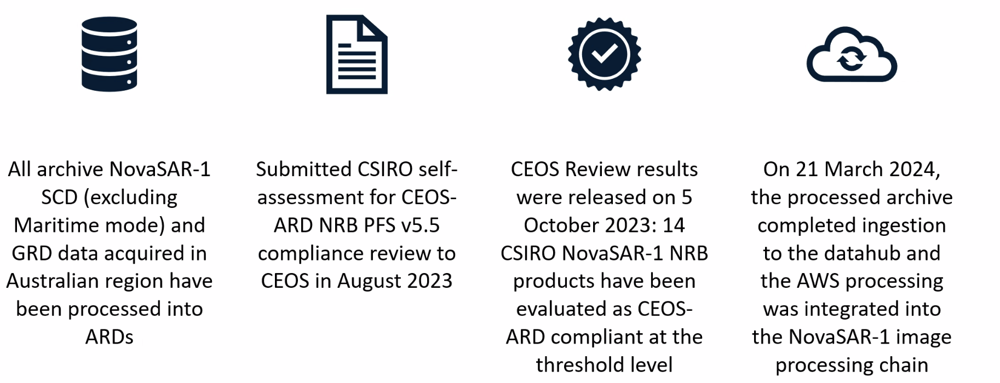 All archive NovaSAR-1
SCD (excluding
Maritime mode) and
GRD data acquired in
Australian region have
been processed into
ARDs
Submitted CSIRO self-
assessment for CEOS-
ARD NRB PFS v5.5
compliance review to
CEOS in August 2023
CEOS Review results
were released on 5
October 2023: 14
CSIRO NovaSAR-1 NRB
products have been
evaluated as CEOS-
ARD compliant at the
threshold level
On 21 March 2024,
the processed archive
completed ingestion
to the datahub and
the AWS processing
was integrated into
the NovaSAR-1 image
processing chain